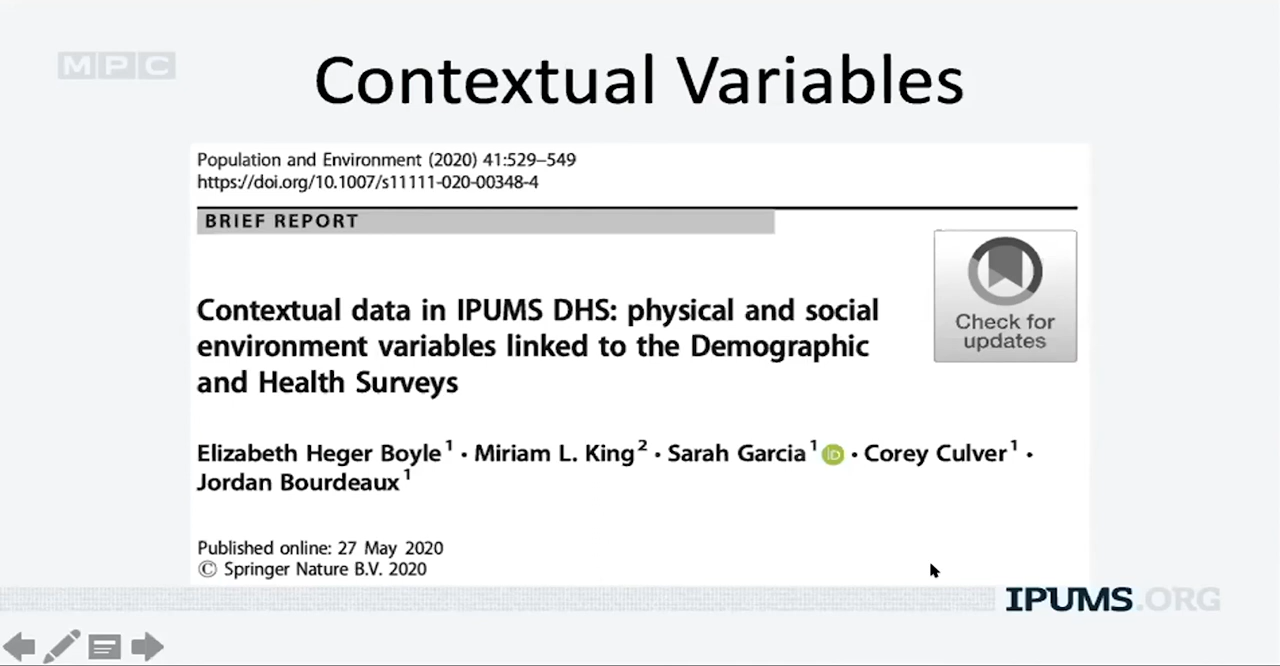 MPC
Contextual Variables
Population and Environment (2020) 41:529–549
https://doi.org/10.1007/s11111-020-00348-4
BRIEF REPORT
Check for
updates
Contextual data in IPUMS DHS: physical and social
environment variables linked to the Demographic
and Health Surveys
Elizabeth Heger Boyle¹ · Miriam L. King² · Sarah Garcia¹ iD · Corey Culver¹ ·
Jordan Bourdeaux¹
Published online: 27 May 2020
© Springer Nature B.V. 2020
IPUMS.ORG